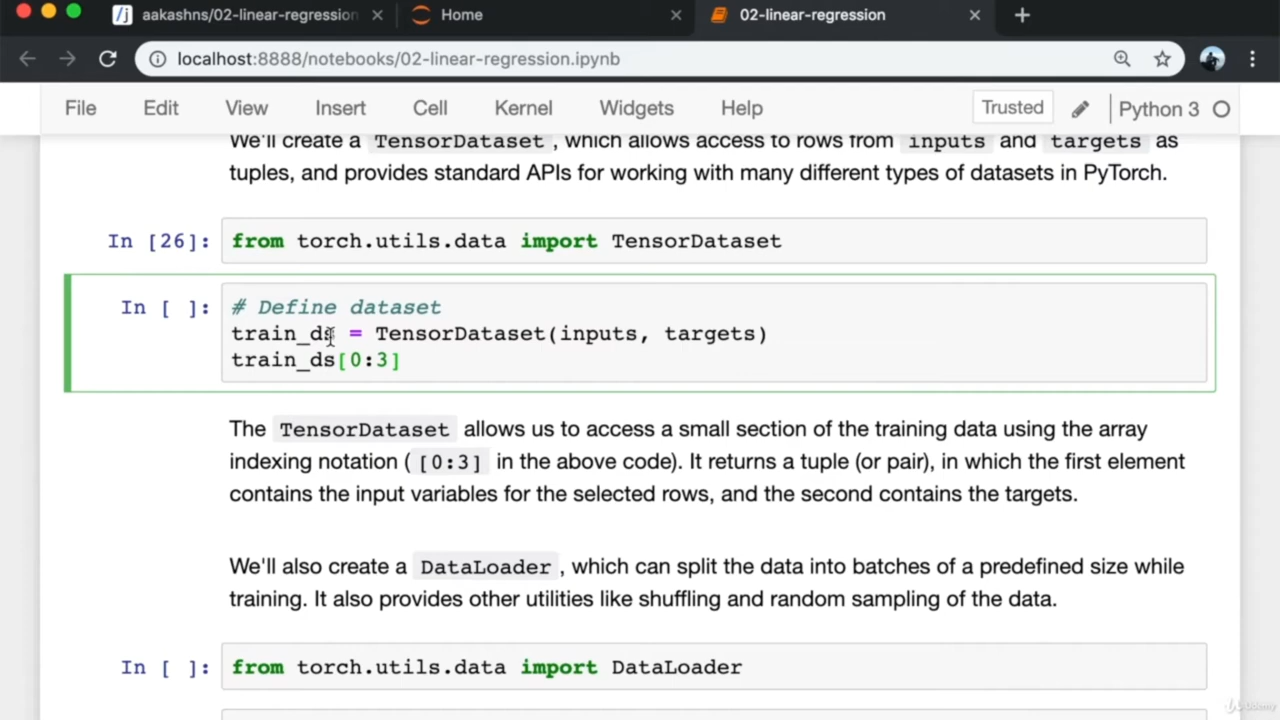 aakashns/02-linear-regression
Home
02-linear-regression
localhost:8888/notebooks/02-linear-regression.ipynb
File Edit View Insert Cell Kernel Widgets Help Trusted Python 3
We'll create a TensorDataset , which allows access to rows from inputs and targets as
tuples, and provides standard APIs for working with many different types of datasets in PyTorch.
In [26]: from torch.utils.data import TensorDataset
In [ ]: # Define dataset
train_ds = TensorDataset(inputs, targets)
train_ds[0:3]
The TensorDataset allows us to access a small section of the training data using the array
indexing notation ( [0:3] in the above code). It returns a tuple (or pair), in which the first element
contains the input variables for the selected rows, and the second contains the targets.
We'll also create a DataLoader , which can split the data into batches of a predefined size while
training. It also provides other utilities like shuffling and random sampling of the data.
In [ ]: from torch.utils.data import DataLoader
Udemy